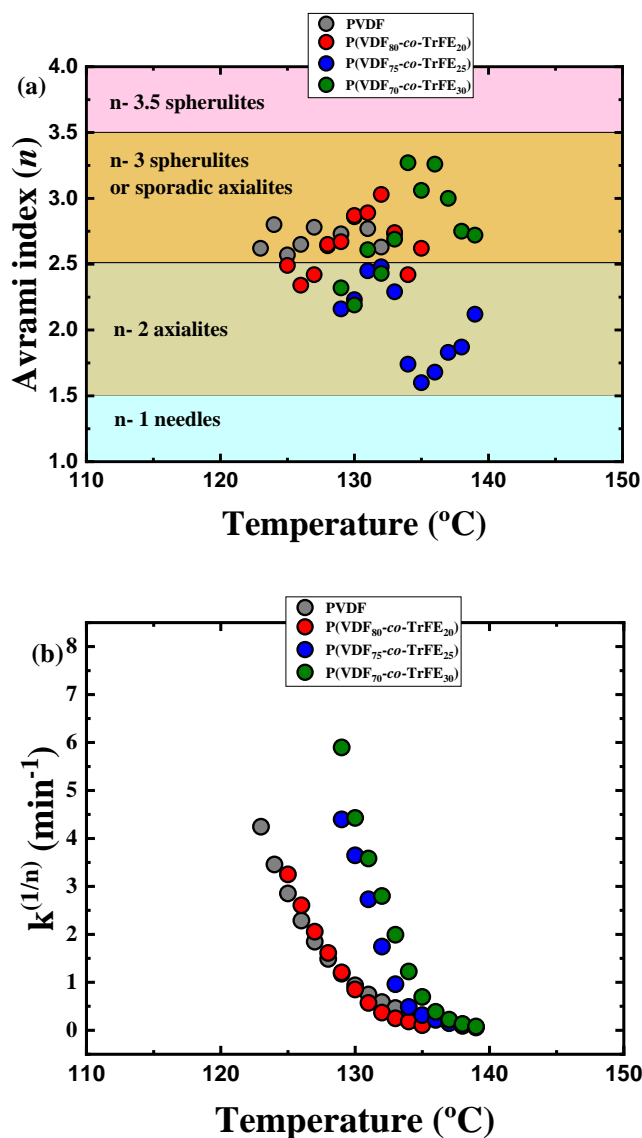 PVDF
P(VDF80-co-TrFE20)
P(VDF75-co-TrFE25)
P(VDF70-co-TrFE30)
(a)
4.0
n- 3.5 spherulites
3.5
n- 3 spherulites
or sporadic axialites
3.0
2.5
n- 2 axialites
2.0
1.5
n- 1 needles
1.0
110 120 130 140 150
Avrami index (n)
Temperature (ºC)
PVDF
P(VDF80-co-TrFE20)
P(VDF75-co-TrFE25)
P(VDF70-co-TrFE30)
(b)
8
7
6
5
4
3
2
1
0
110 120 130 140 150
k(1/n) (min-1)
Temperature (ºC)